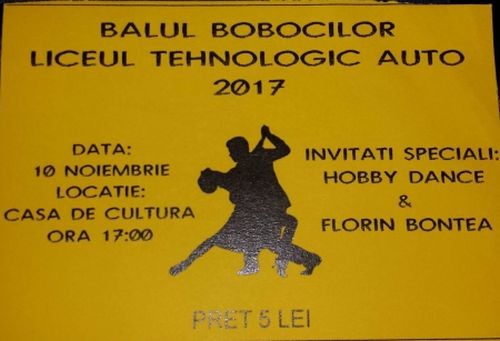 BALUL BOBOCILOR
LICEUL TEHNOLOGIC AUTO
2017
DATA:
10 NOIEMBRIE
LOCATIE:
CASA DE CULTURA
ORA 17:00
INVITATI SPECIALI:
HOBBY DANCE
&
FLORIN BONTEA
PRET 5 LEI